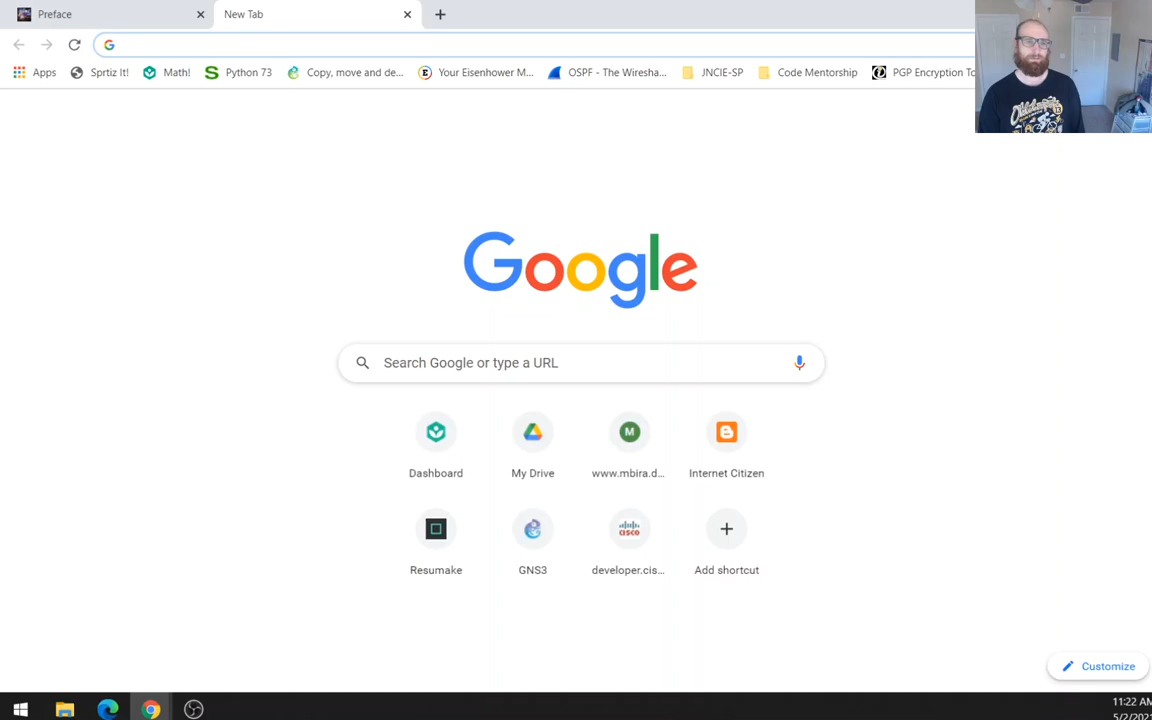 Preface
New Tab
Apps Sprtiz It! Math! Python 73 Copy, move and de... Your Eisenhower M... OSPF - The Wiresha... JNCIE-SP Code Mentorship PGP Encryption To
Google
Search Google or type a URL
Dashboard My Drive www.mbira.d... Internet Citizen
M
cisco
Resumake GNS3 developer.cis... Add shortcut
Customize
11:22 AM